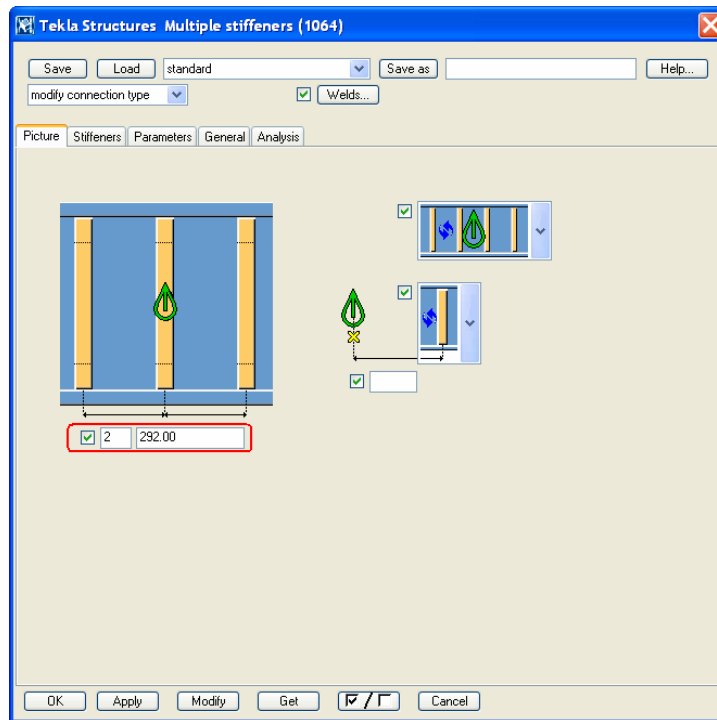 Tekla Structures Multiple stiffeners (1064)
Save Load standard Save as Help...
modify connection type Welds...
Picture Stiffeners Parameters General Analysis
2 292.00
OK Apply Modify Get / Cancel